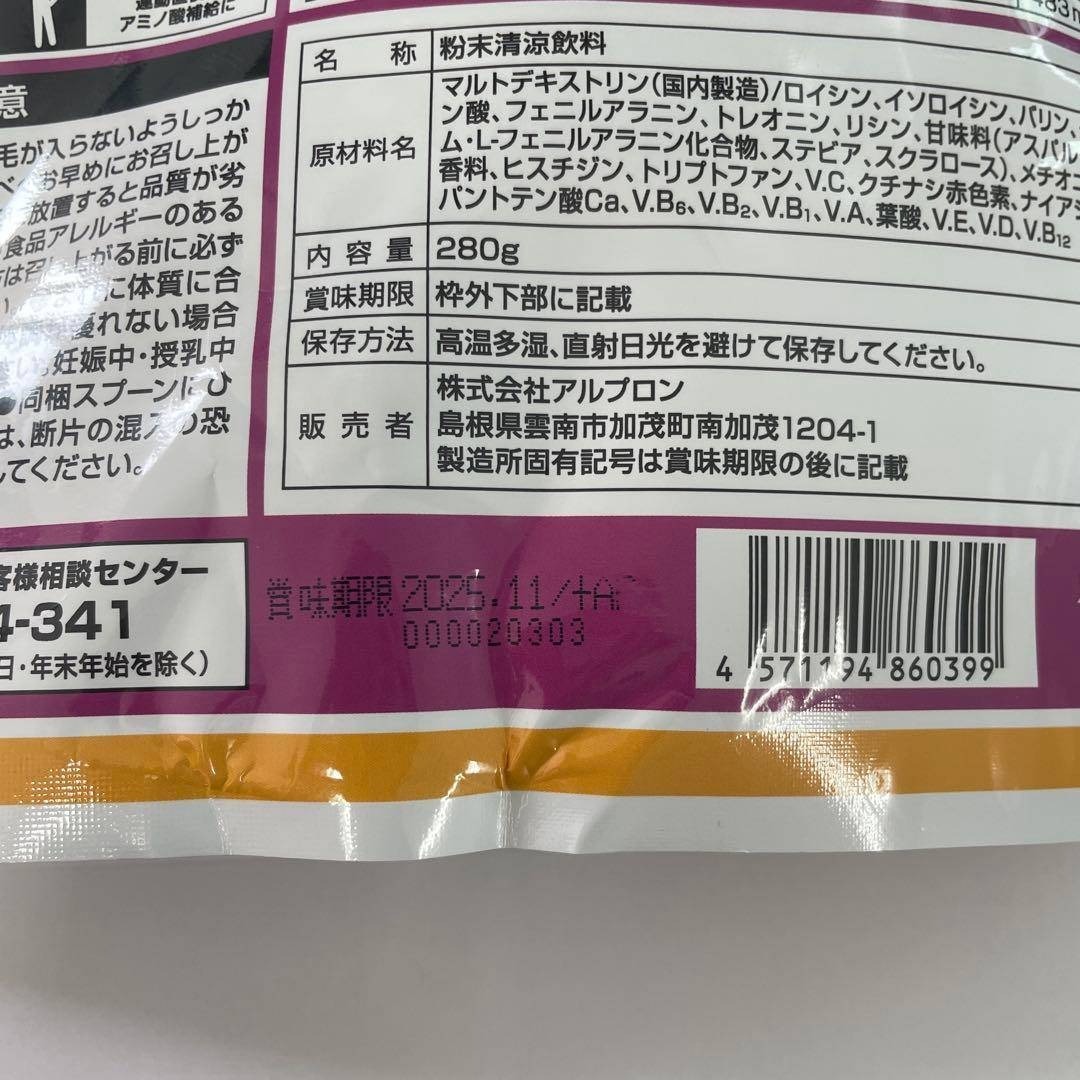 アミノ酸補給に
意
毛が入らないようしっか
お早めにお召し上が
放置すると品質が劣
食品アレルギーのある
は召し上がる前に必ず
に体質に合
優れない場合
妊娠中・授乳中
●同梱スプーンにひ
は、断片の混入の恐
してください。
客様相談センター
4-341
日・年末年始を除く)
名称 粉末清涼飲料
原材料名 マルトデキストリン(国内製造)/ロイシン、イソロイシン、バリン、
ン酸、フェニルアラニン、トレオニン、リシン、甘味料(アスパル
ム・L-フェニルアラニン化合物、ステビア、スクラロース)、メチオニ
香料、ヒスチジン、トリプトファン、V.C、クチナシ赤色素、ナイアシ
パントテン酸Ca、V.B6、V.B2、V.B1、V.A、葉酸、V.E、V.D、V.B12
内容量 280g
賞味期限 枠外下部に記載
保存方法 高温多湿、直射日光を避けて保存してください。
販売者 株式会社アルプロン
島根県雲南市加茂町南加茂1204-1
製造所固有記号は賞味期限の後に記載
賞味期限 2025.11/+A
000020303
4 571194 860399